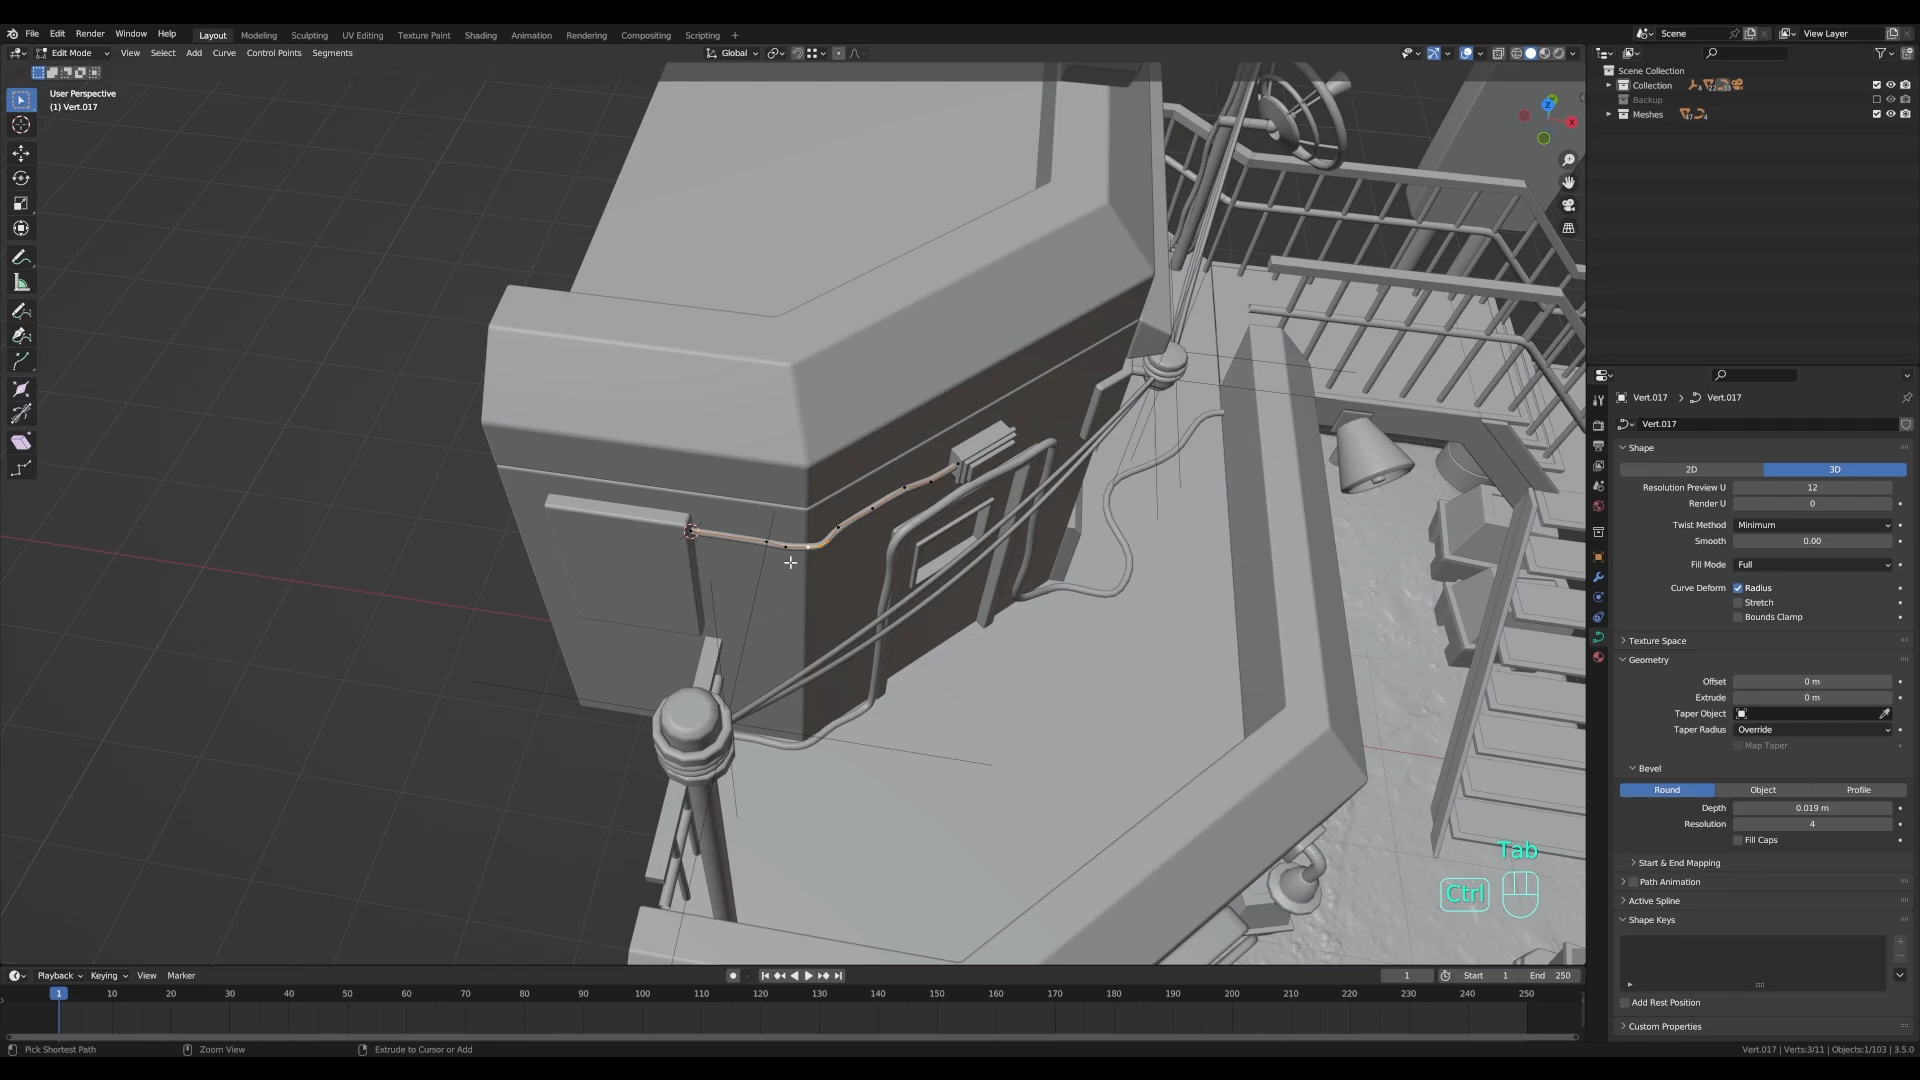 File Edit Render Window Help Layout Modeling Sculpting UV Editing Texture Paint Shading Animation Rendering Compositing Scripting + Scene View Layer
Edit Mode View Select Add Curve Control Points Segments Global
User Perspective
(1) Vert.017
Scene Collection
Collection 4 22 33
Backup
Meshes 47 4
Z
X
Vert.017 > Vert.017
Vert.017
Shape
2D 3D
Resolution Preview U 12
Render U 0
Twist Method Minimum
Smooth 0.00
Fill Mode Full
Curve Deform Radius
Stretch
Bounds Clamp
Texture Space
Geometry
Offset 0 m
Extrude 0 m
Taper Object
Taper Radius Override
Map Taper
Bevel
Round Object Profile
Depth 0.019 m
Resolution 4
Fill Caps
Start & End Mapping
Path Animation
Active Spline
Shape Keys
Add Rest Position
Custom Properties
Tab
Ctrl
Playback Keying View Marker 1 Start 1 End 250
1 10 20 30 40 50 60 70 80 90 100 110 120 130 140 150 160 170 180 190 200 210 220 230 240 250
Pick Shortest Path Zoom View Extrude to Cursor or Add Vert.017 | Verts:3/11 | Objects:1/103 | 3.5.0